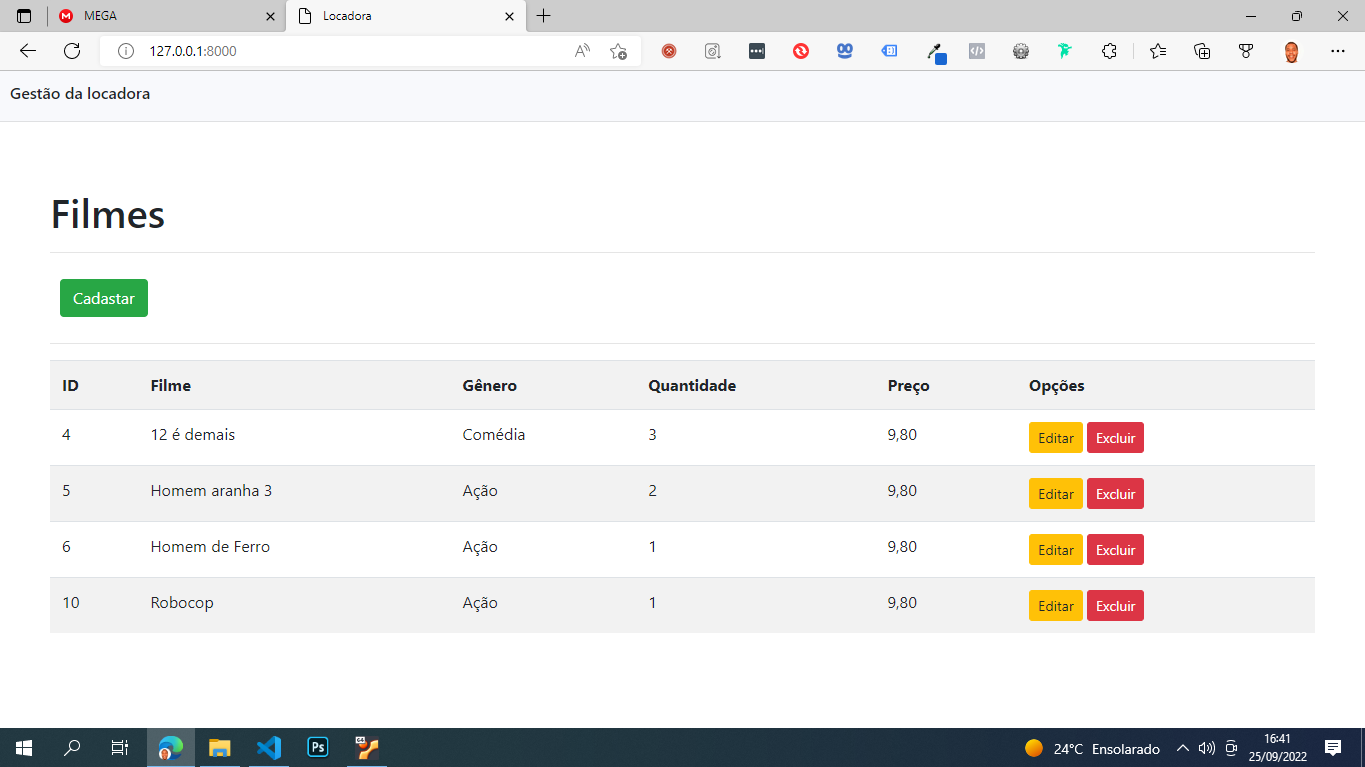 MEGA
Locadora
127.0.0.1:8000
Gestão da locadora
Filmes
Cadastar
ID Filme Gênero Quantidade Preço Opções
4 12 é demais Comédia 3 9,80 Editar Excluir
5 Homem aranha 3 Ação 2 9,80 Editar Excluir
6 Homem de Ferro Ação 1 9,80 Editar Excluir
10 Robocop Ação 1 9,80 Editar Excluir
Ps
64
24°C Ensolarado
16:41
25/09/2022